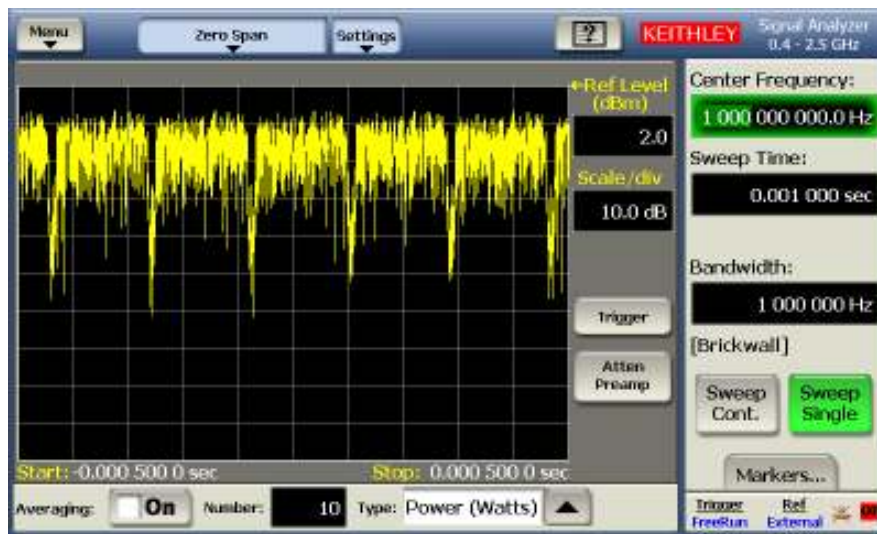 Menu
Zero Span
Settings
?
KEITHLEY
Signal Analyzer
0.4 - 2.5 GHz
Ref Level
(dBm)
2.0
Scale/div
10.0 dB
Trigger
Atten
Preamp
Start: -0.000 500 0 sec
Stop: 0.000 500 0 sec
Averaging:
On
Number:
10
Type:
Power (Watts)
Center Frequency:
1 000 000 000.0 Hz
Sweep Time:
0.001 000 sec
Bandwidth:
1 000 000 Hz
[Brickwall]
Sweep
Cont.
Sweep
Single
Markers...
Trigger
FreeRun
Ref
External